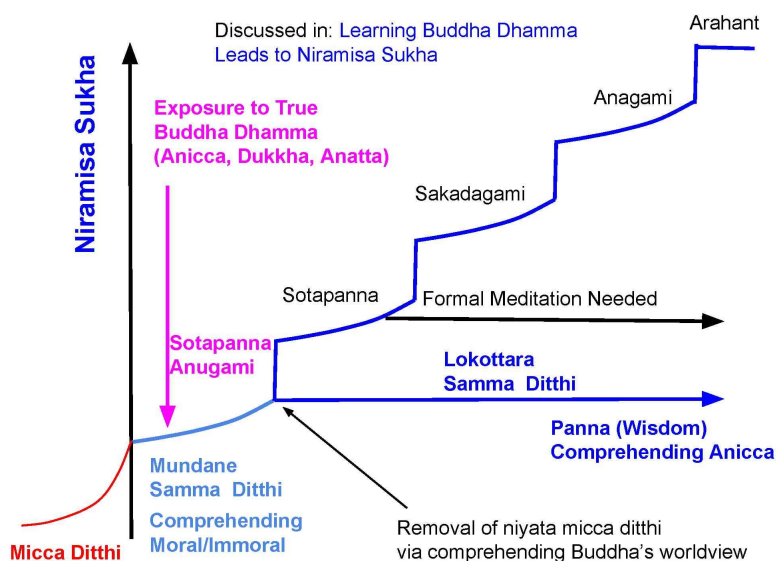 Discussed in: Learning Buddha Dhamma
Leads to Niramisa Sukha
Arahant
Niramisa Sukha
Exposure to True
Buddha Dhamma
(Anicca, Dukkha, Anatta)
Anagami
Sakadagami
Sotapanna
Formal Meditation Needed
Sotapanna
Anugami
Lokottara
Samma Ditthi
Panna (Wisdom)
Comprehending Anicca
Mundane
Samma Ditthi
Comprehending
Moral/Immoral
Micca Ditthi
Removal of niyata micca ditthi
via comprehending Buddha's worldview